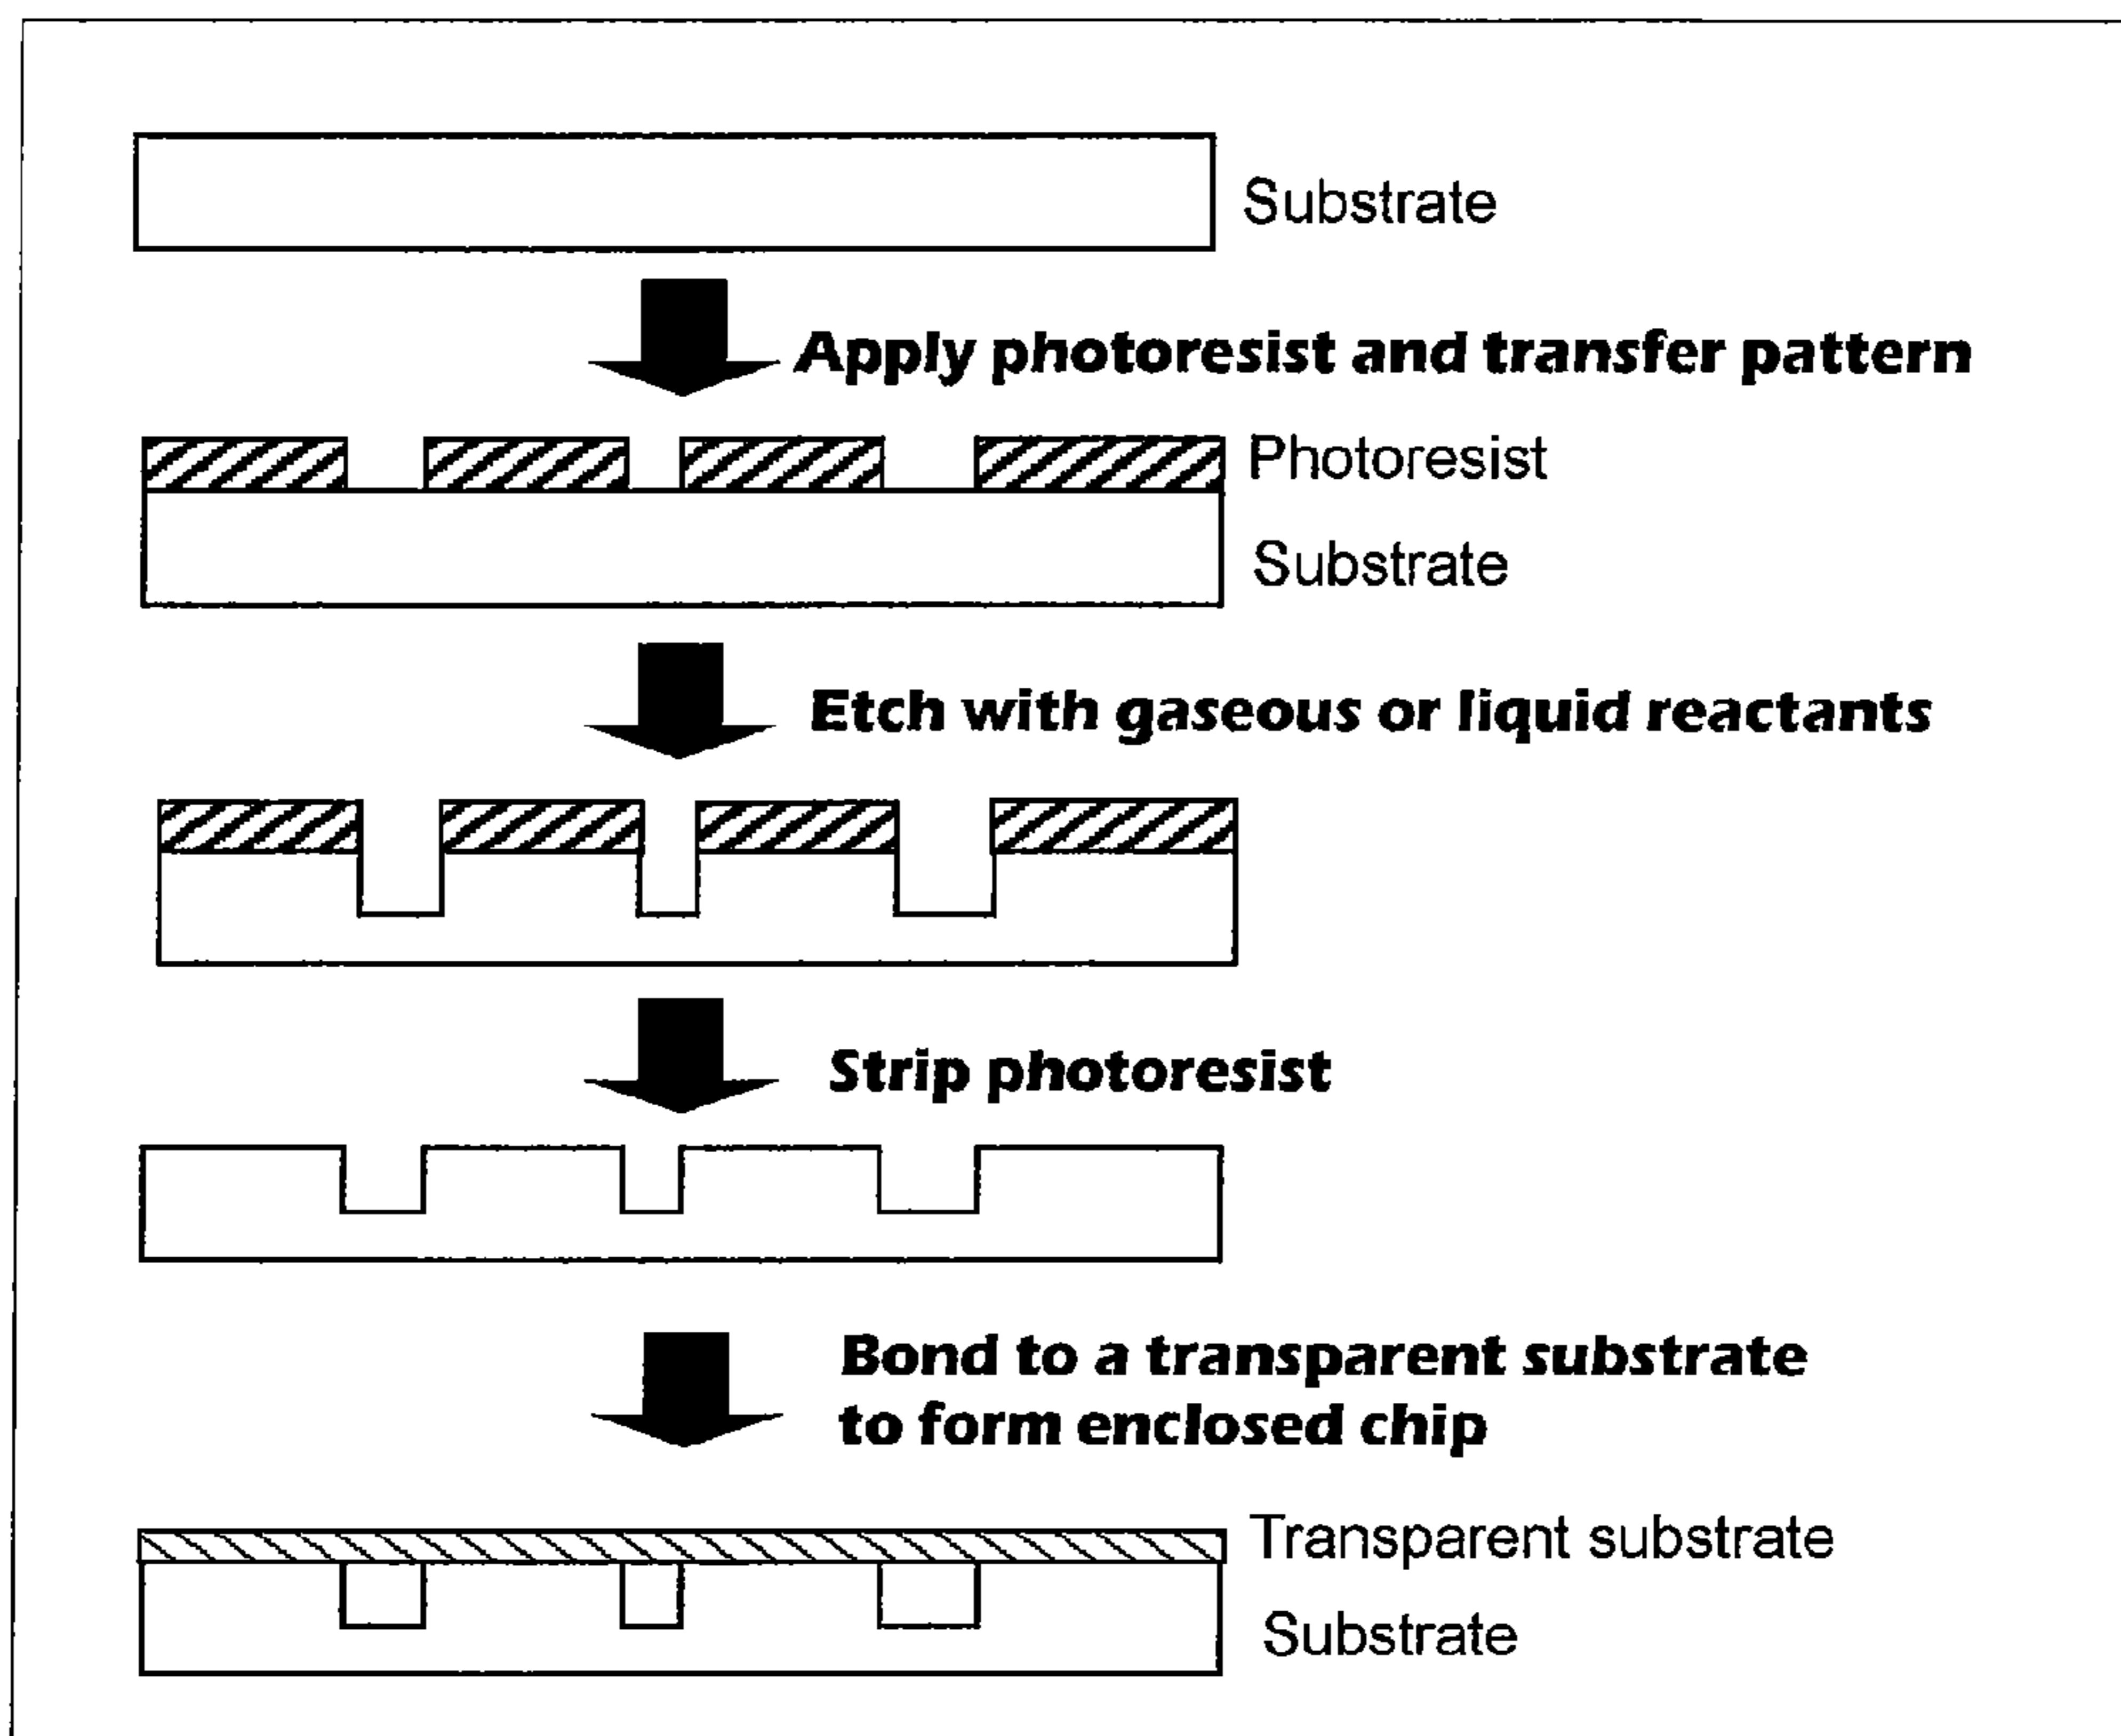 Substrate
Apply photoresist and transfer pattern
Photoresist
Substrate
Etch with gaseous or liquid reactants
Strip photoresist
Bond to a transparent substrate
to form enclosed chip
Transparent substrate
Substrate